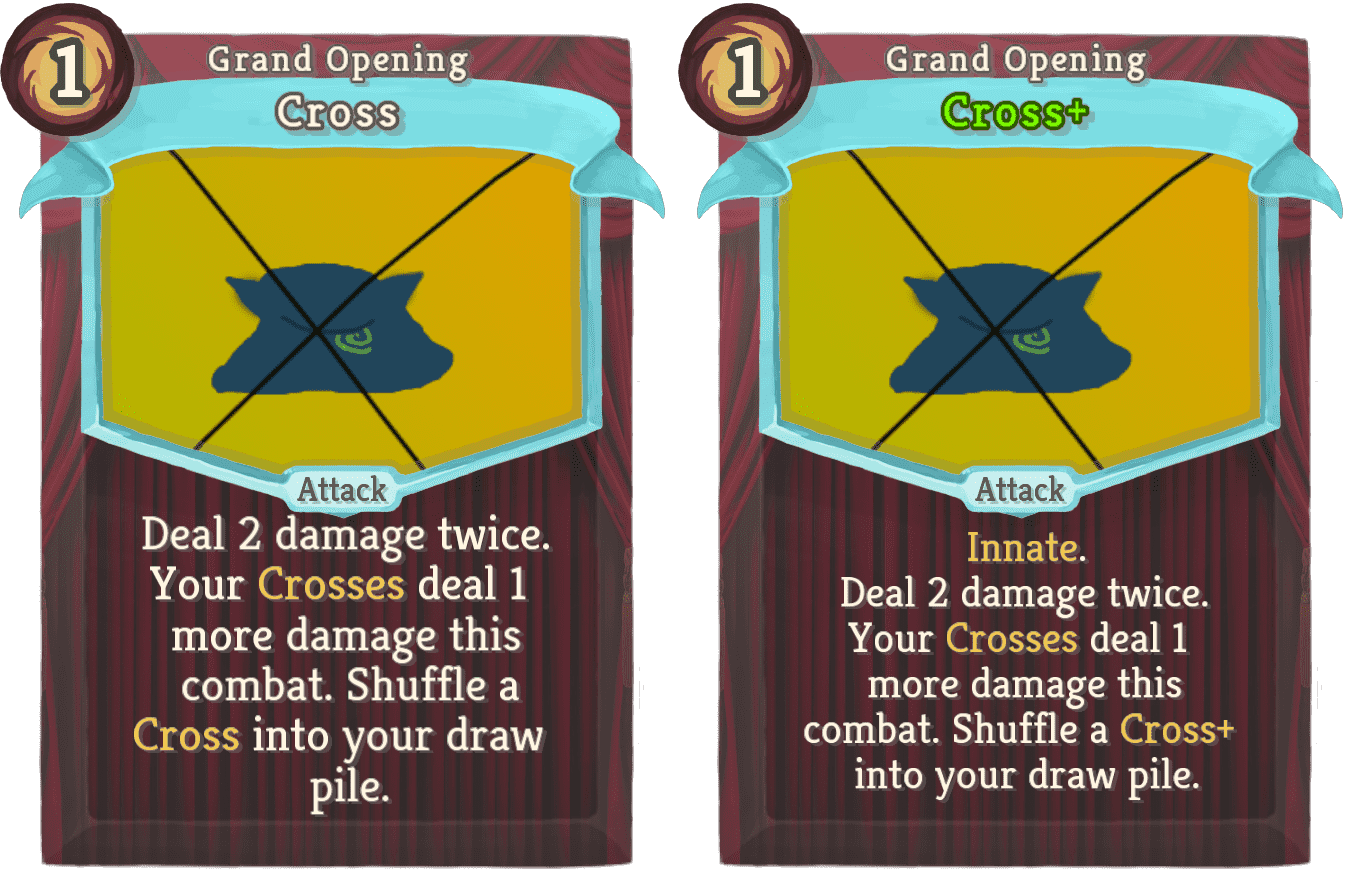 1
Grand Opening
Cross
Attack
Deal 2 damage twice.
Your Crosses deal 1
more damage this
combat. Shuffle a
Cross into your draw
pile.
1
Grand Opening
Cross+
Attack
Innate.
Deal 2 damage twice.
Your Crosses deal 1
more damage this
combat. Shuffle a Cross+
into your draw pile.